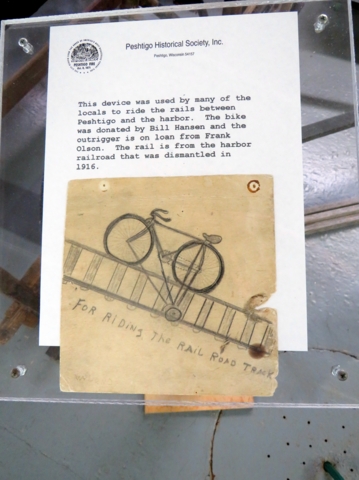 Peshtigo Historical Society, Inc.
This device was used by many of the
locals to ride the rails between
Peshtigo and the harbor.  The bike
was donated by Bill Hansen and the
outrigger is on loan from Frank
Olson.  The rail is from the harbor
railroad that was dismantled in
1916.
FOR RIDING THE RAIL ROAD TRACK